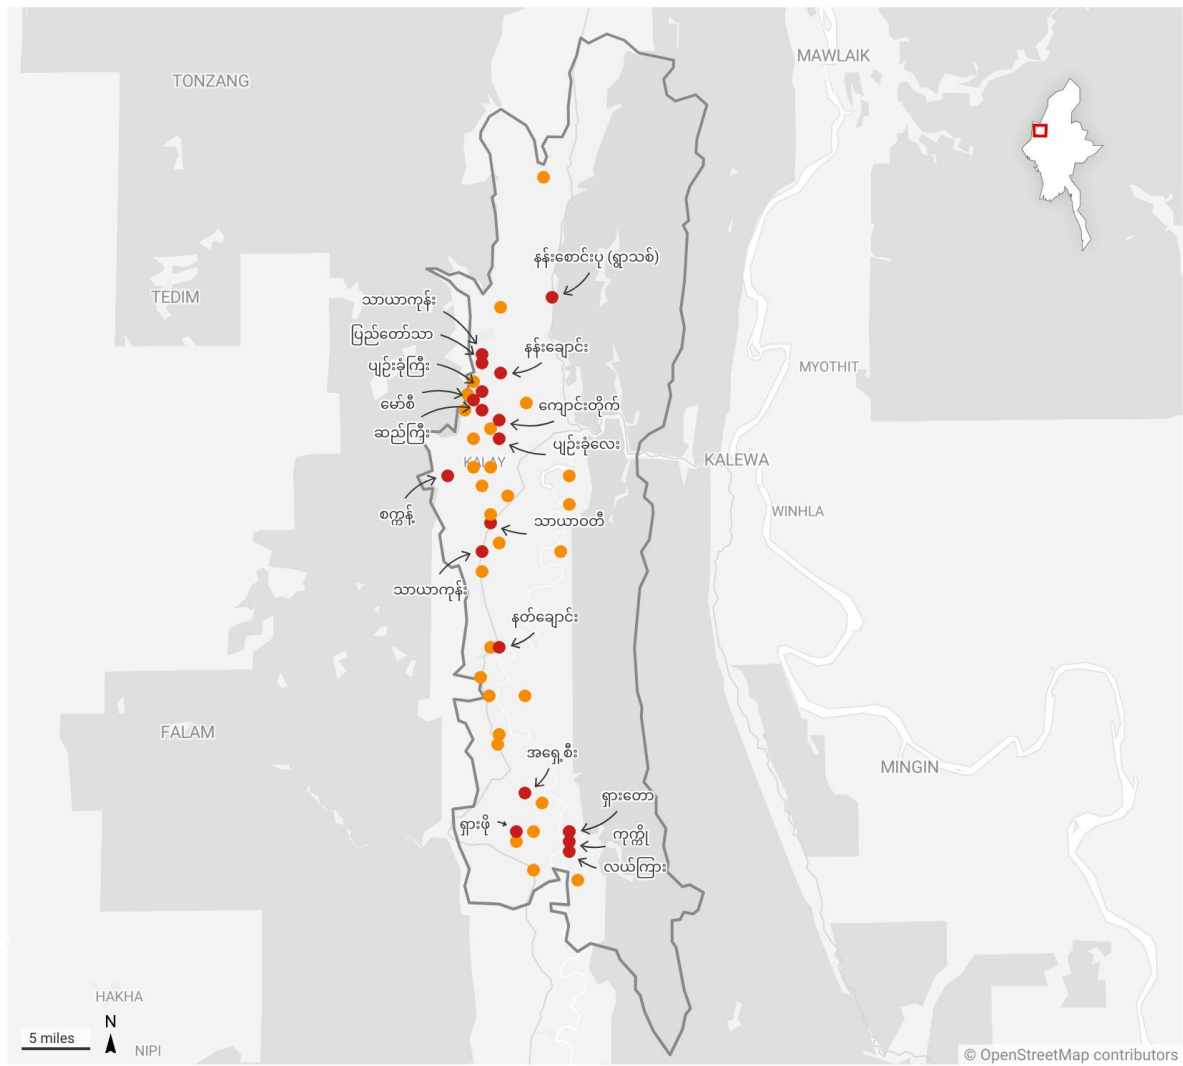 MAWLAIK
TONZANG
နန်းစောင်းပု (ရွာသစ်)
TEDIM
သာယာကုန်း
ပြည်တော်သာ
နန်းချောင်း
ပျဉ်းခုံကြီး
MYOTHIT
မော်စီ
ကျောင်းတိုက်
ဆည်ကြီး
ပျဉ်းခုံလေး
KALAY
KALEWA
စက္ကန့်
သာယာဝတီ
WINHLA
သာယာကုန်း
နတ်ချောင်း
FALAM
အရှေ့စီး
MINGIN
ရှားတော
ရှားဖို
ကုက္ကို
လယ်ကြား
HAKHA
N
5 miles
NIPI
© OpenStreetMap contributors